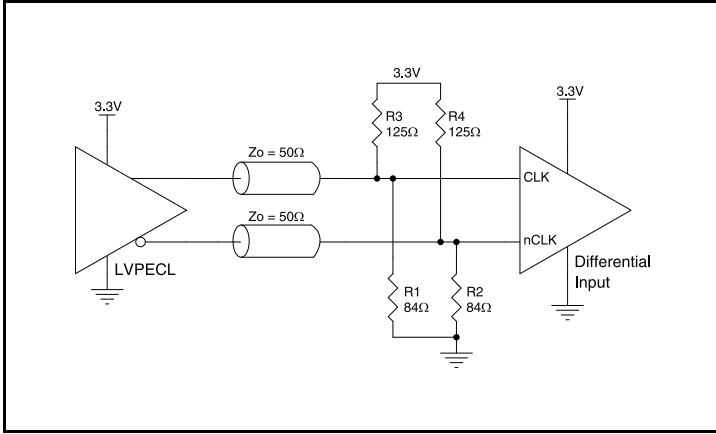 3.3V
3.3V
3.3V
R3
125Ω
R4
125Ω
Zo = 50Ω
CLK
Zo = 50Ω
nCLK
LVPECL
Differential
Input
R1
84Ω
R2
84Ω